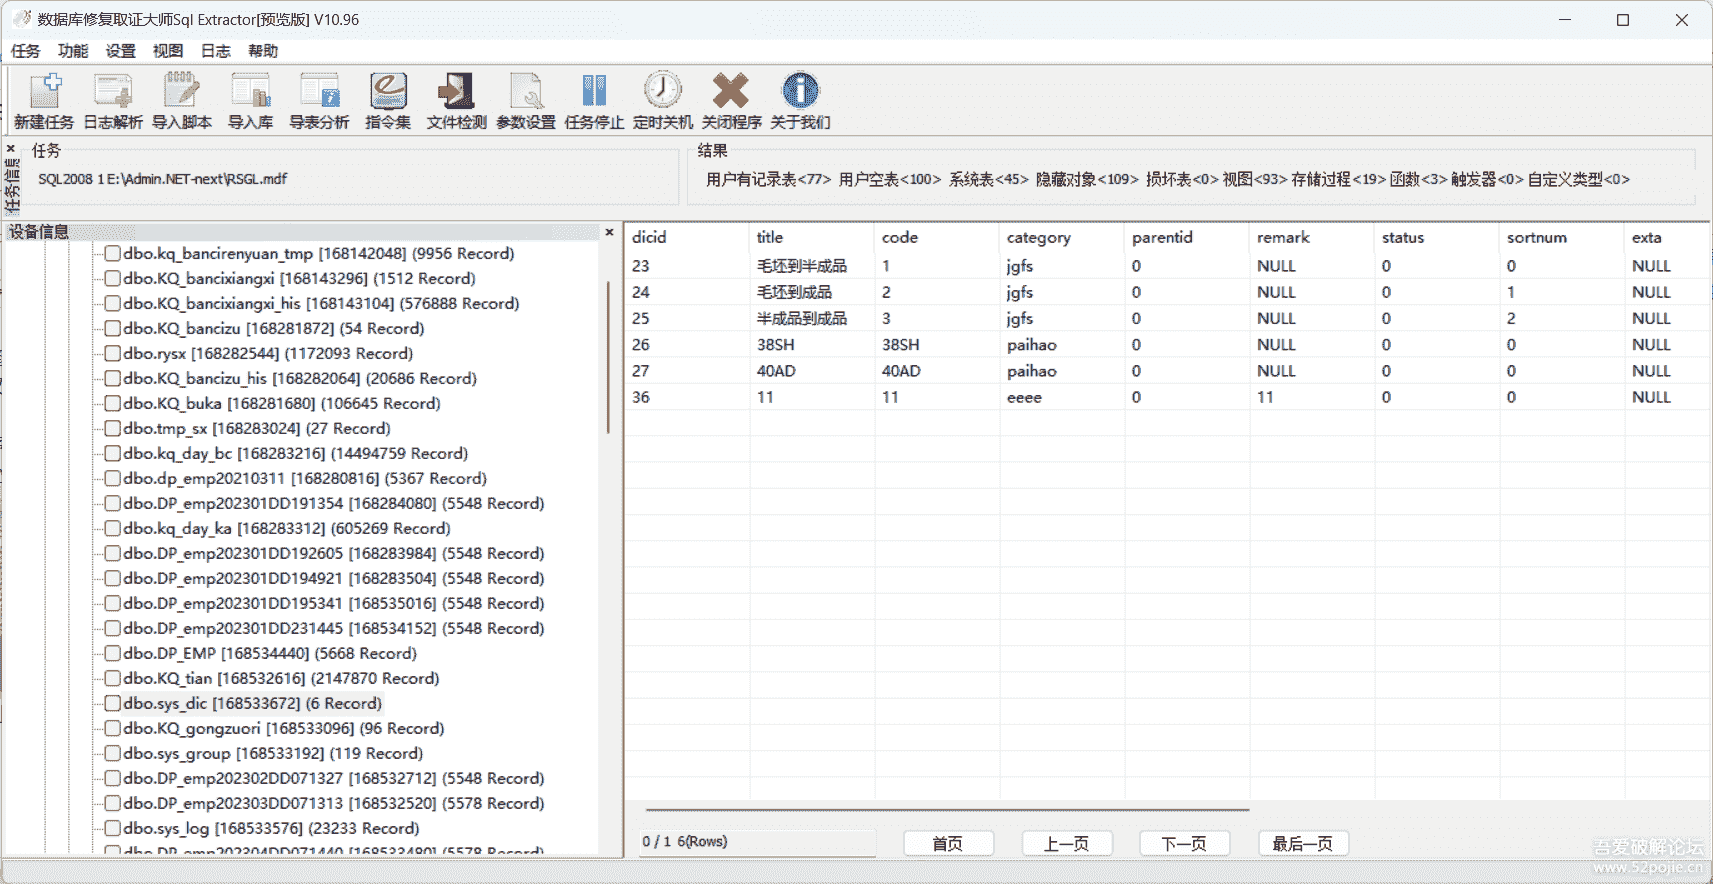 数据库修复取证大师Sql Extractor[预览版] V10.96
任务 功能 设置 视图 日志 帮助
新建任务 日志解析 导入脚本 导入库 导表分析 指令集 文件检测 参数设置 任务停止 定时关机 关闭程序 关于我们
任务信息
任务
SQL2008 1 E:\Admin.NET-next\RSGL.mdf
结果
用户有记录表<77> 用户空表<100> 系统表<45> 隐藏对象<109> 损坏表<0> 视图<93> 存储过程<19> 函数<3> 触发器<0> 自定义类型<0>
设备信息
dbo.kq_bancirenyuan_tmp [168142048] (9956 Record)
dbo.KQ_bancixiangxi [168143296] (1512 Record)
dbo.KQ_bancixiangxi_his [168143104] (576888 Record)
dbo.KQ_bancizu [168281872] (54 Record)
dbo.rysx [168282544] (1172093 Record)
dbo.KQ_bancizu_his [168282064] (20686 Record)
dbo.KQ_buka [168281680] (106645 Record)
dbo.tmp_sx [168283024] (27 Record)
dbo.kq_day_bc [168283216] (14494759 Record)
dbo.dp_emp20210311 [168280816] (5367 Record)
dbo.DP_emp202301DD191354 [168284080] (5548 Record)
dbo.kq_day_ka [168283312] (605269 Record)
dbo.DP_emp202301DD192605 [168283984] (5548 Record)
dbo.DP_emp202301DD194921 [168283504] (5548 Record)
dbo.DP_emp202301DD195341 [168535016] (5548 Record)
dbo.DP_emp202301DD231445 [168534152] (5548 Record)
dbo.DP_EMP [168534440] (5668 Record)
dbo.KQ_tian [168532616] (2147870 Record)
dbo.sys_dic [168533672] (6 Record)
dbo.KQ_gongzuori [168533096] (96 Record)
dbo.sys_group [168533192] (119 Record)
dbo.DP_emp202302DD071327 [168532712] (5548 Record)
dbo.DP_emp202303DD071313 [168532520] (5578 Record)
dbo.sys_log [168533576] (23233 Record)
dbo.DP_emp202304DD071440 [168533480] (5578 Record)
dicid title code category parentid remark status sortnum exta
23 毛坯到半成品 1 jgfs 0 NULL 0 0 NULL
24 毛坯到成品 2 jgfs 0 NULL 0 1 NULL
25 半成品到成品 3 jgfs 0 NULL 0 2 NULL
26 38SH 38SH paihao 0 NULL 0 0 NULL
27 40AD 40AD paihao 0 NULL 0 0 NULL
36 11 11 eeee 0 11 0 0 NULL
0 / 1 6(Rows) 首页 上一页 下一页 最后一页
吾爱破解论坛
www.52pojie.cn